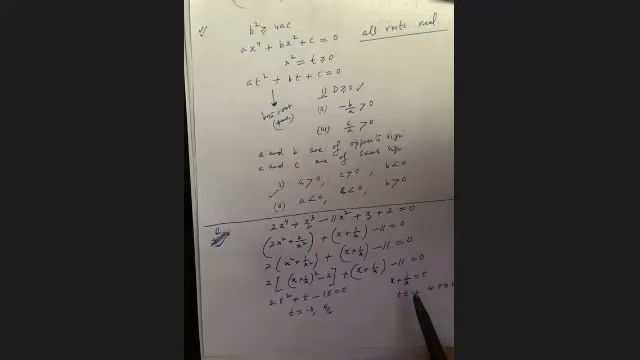 b² ≥ 4ac
all roots real.
ax⁴ + bx² + c = 0
x² = t ≥ 0
at² + bt + c = 0
i) D ≥ 0 ✓
(ii) -b/a > 0
(iii) c/a > 0
a and b are of opposite sign
a and c are of same sign
i) a > 0, c > 0, b < 0
(ii) a < 0, c < 0, b > 0
2x⁴ + x³ - 11x² + x + 2 = 0
(2x² + 2/x²) + (x + 1/x) - 11 = 0
2(x² + 1/x²) + (x + 1/x) - 11 = 0
2[(x + 1/x)² - 2] + (x + 1/x) - 11 = 0
2t² + t - 15 = 0
x + 1/x = t
t = -3, 5/2